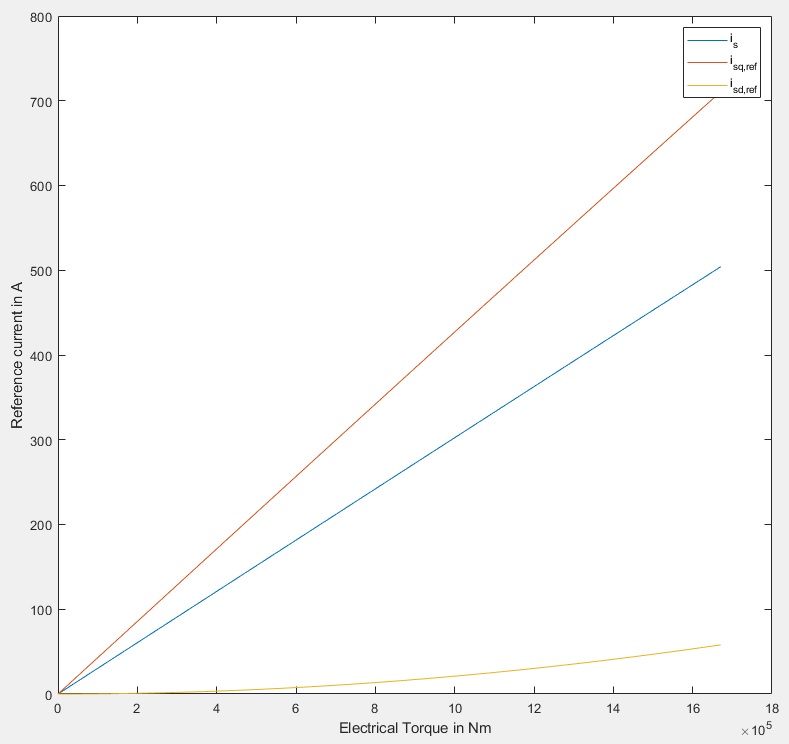 800
700
600
500
400
300
200
100
0
Reference current in A
i_s
i_sq,ref
i_sd,ref
0 2 4 6 8 10 12 14 16 18
Electrical Torque in Nm
×10^5